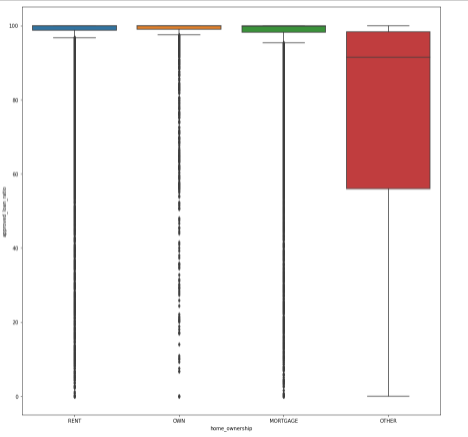 100
80
60
40
20
0
approved_loan_ratio
RENT
OWN
MORTGAGE
OTHER
home_ownership